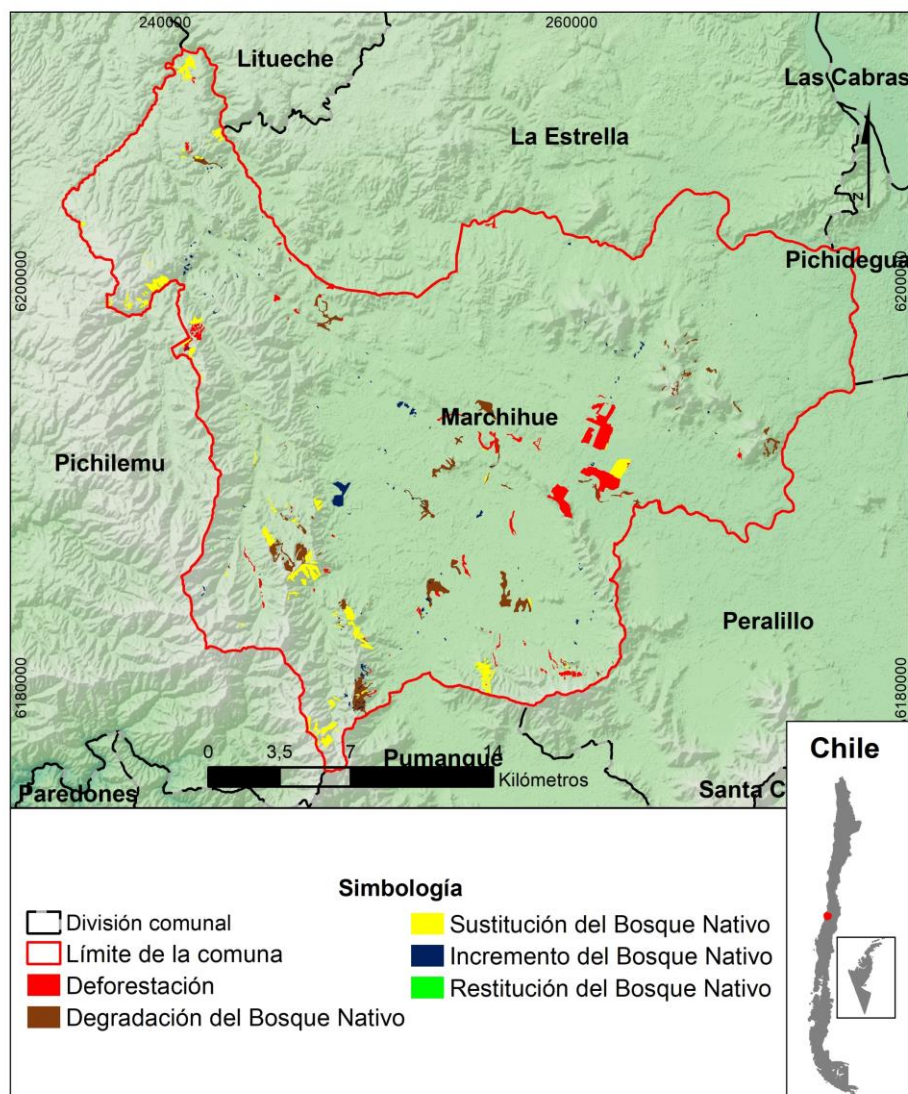 240000
260000
Litueche
Las Cabras
La Estrella
z
Pichidegua
6200000
6200000
Marchihue
Pichilemu
Peralillo
6180000
6180000
0 3,5 7 14
Kilómetros
Pumanque
Paredones
Santa C
Chile
Simbología
División comunal
Límite de la comuna
Deforestación
Degradación del Bosque Nativo
Sustitución del Bosque Nativo
Incremento del Bosque Nativo
Restitución del Bosque Nativo